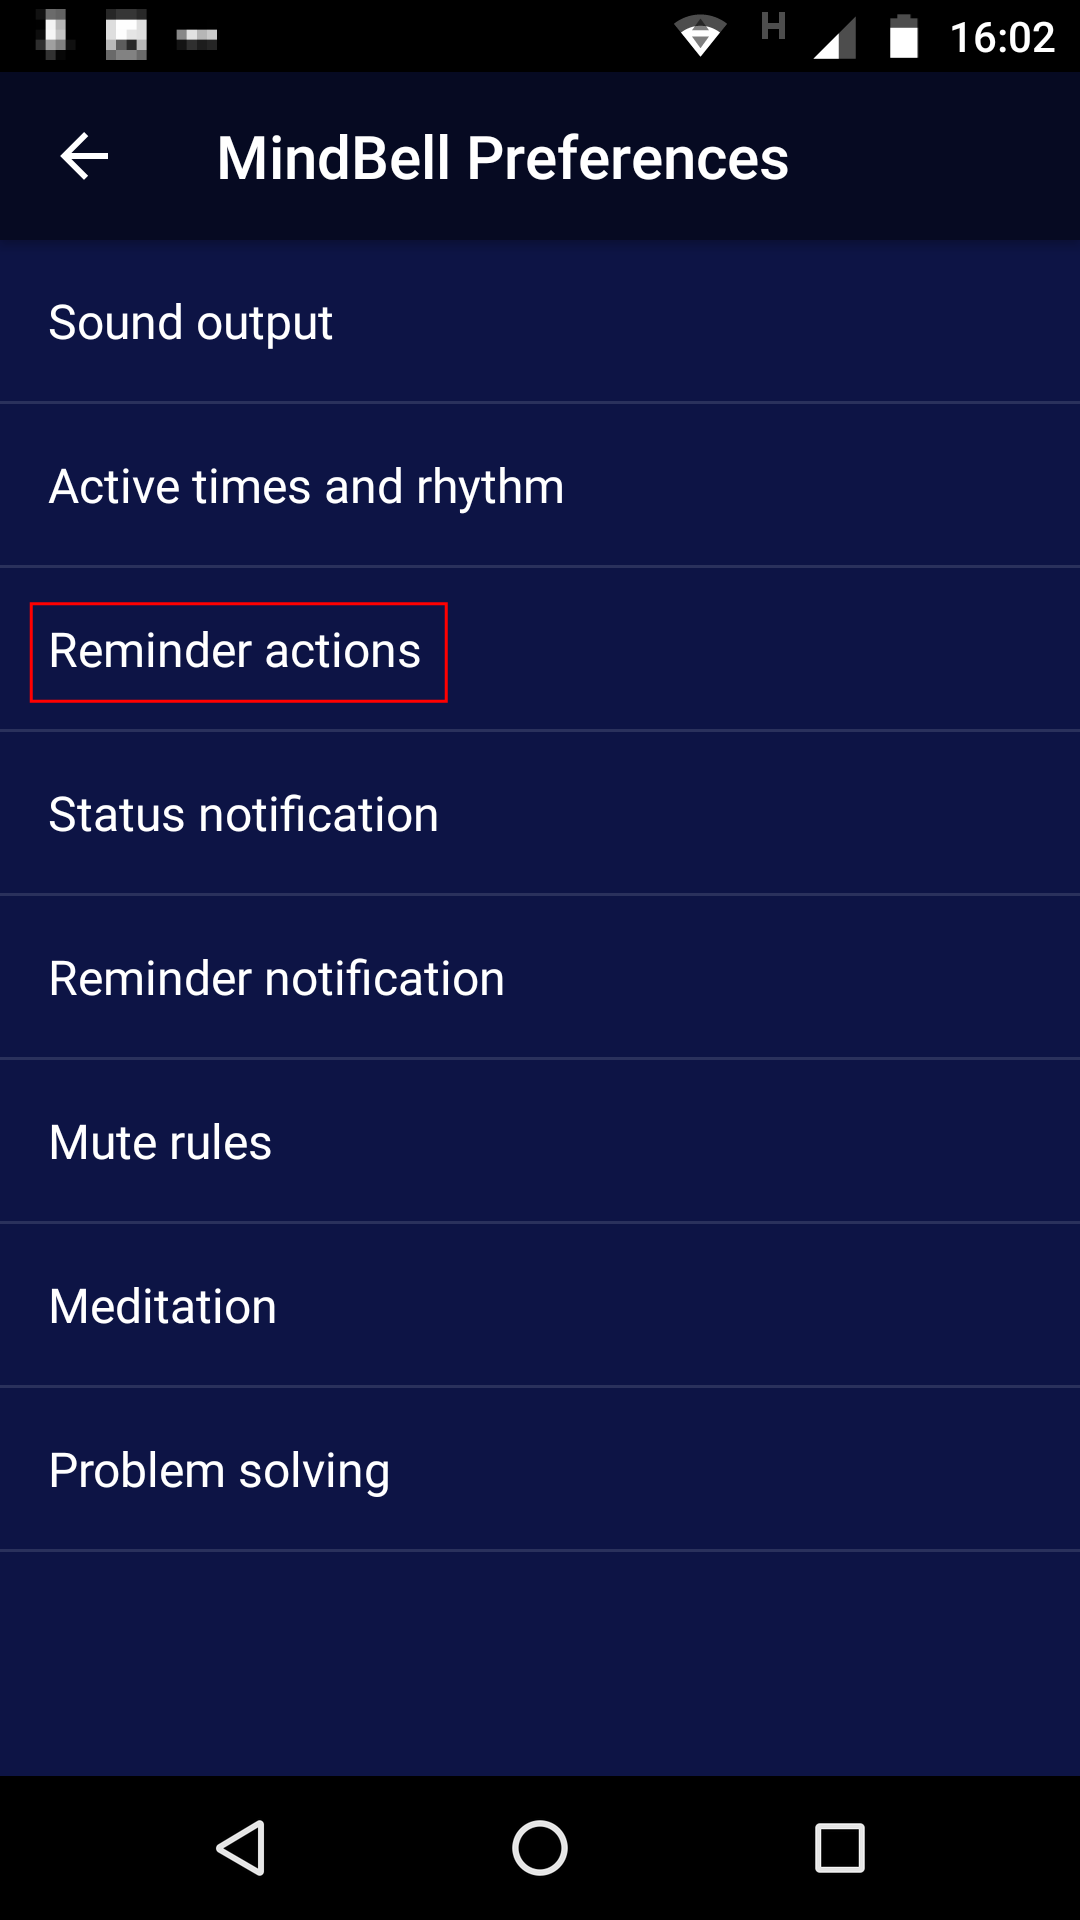 H 16:02
MindBell Preferences
Sound output
Active times and rhythm
Reminder actions
Status notification
Reminder notification
Mute rules
Meditation
Problem solving